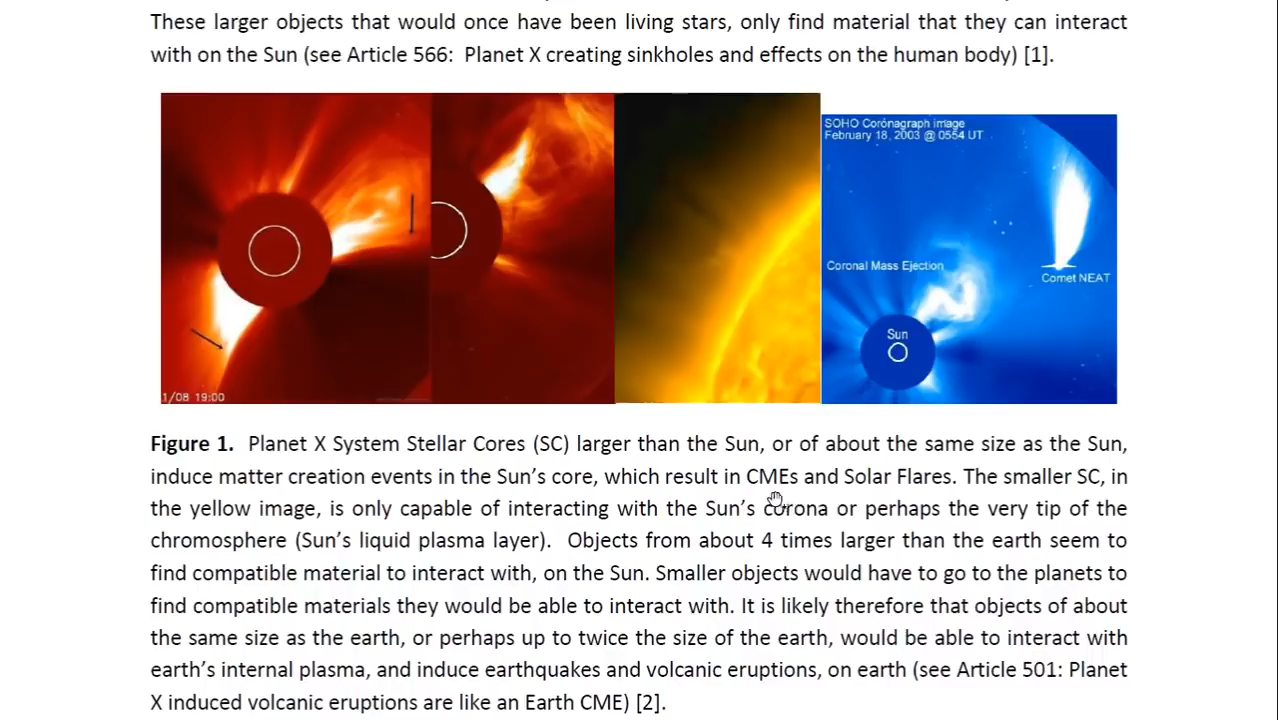 These larger objects that would once have been living stars, only find material that they can interact
with on the Sun (see Article 566: Planet X creating sinkholes and effects on the human body) [1].
1/08 19:00
SOHO Coronagraph image
February 18, 2003 @ 0554 UT
Coronal Mass Ejection
Comet NEAT
Sun
Figure 1. Planet X System Stellar Cores (SC) larger than the Sun, or of about the same size as the Sun,
induce matter creation events in the Sun's core, which result in CMEs and Solar Flares. The smaller SC, in
the yellow image, is only capable of interacting with the Sun's corona or perhaps the very tip of the
chromosphere (Sun's liquid plasma layer). Objects from about 4 times larger than the earth seem to
find compatible material to interact with, on the Sun. Smaller objects would have to go to the planets to
find compatible materials they would be able to interact with. It is likely therefore that objects of about
the same size as the earth, or perhaps up to twice the size of the earth, would be able to interact with
earth's internal plasma, and induce earthquakes and volcanic eruptions, on earth (see Article 501: Planet
X induced volcanic eruptions are like an Earth CME) [2].